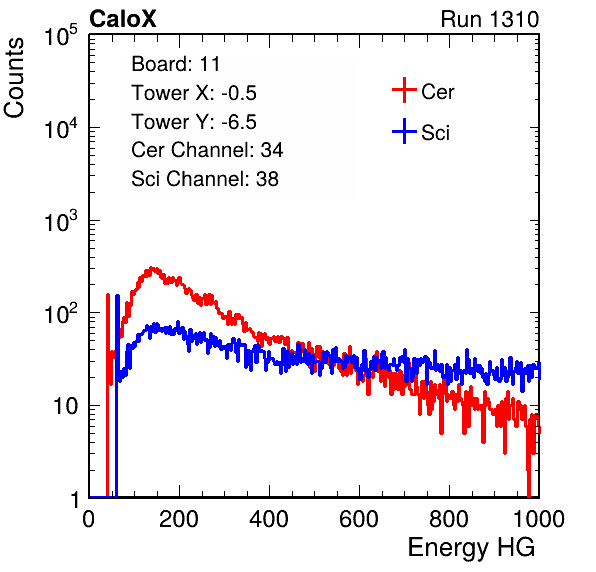 CaloX Run 1310
Counts
10^5
10^4
10^3
10^2
10
1
Board: 11
Tower X: -0.5
Tower Y: -6.5
Cer Channel: 34
Sci Channel: 38
Cer
Sci
0 200 400 600 800 1000
Energy HG